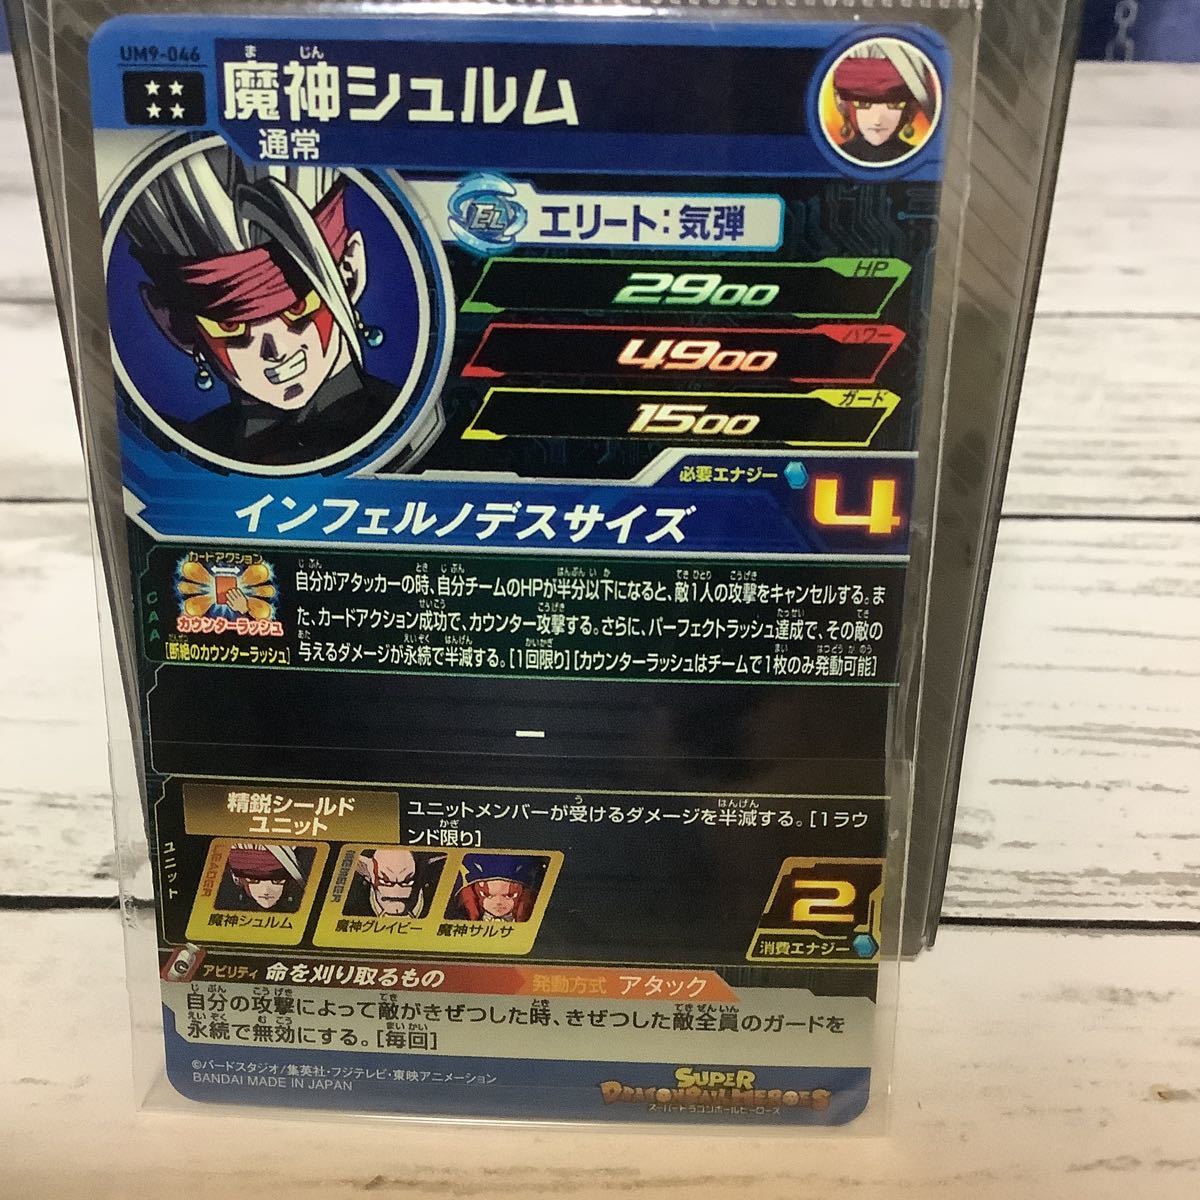 UM9-046
魔神シュルム
ま じん
通常
EL エリート:気弾
HP
2900
パワー
4900
ガード
1500
必要エナジー 4
インフェルノデスサイズ
CAA
カードアクション
カウンターラッシュ
[断絶のカウンターラッシュ]
自分がアタッカーの時、自分チームのHPが半分以下になると、敵1人の攻撃をキャンセルする。ま
た、カードアクション成功で、カウンター攻撃する。さらに、パーフェクトラッシュ達成で、その敵の
与えるダメージが永続で半減する。[1回限り][カウンターラッシュはチームで1枚のみ発動可能]
ー
ユニット
精鋭シールド
ユニット
ユニットメンバーが受けるダメージを半減する。[1ラウ
ンド限り]
LEADER
魔神シュルム
MEMBER
魔神グレイビー
魔神サルサ
2
消費エナジー
アビリティ 命を刈り取るもの
発動方式 アタック
自分の攻撃によって敵がきぜつした時、きぜつした敵全員のガードを
永続で無効にする。[毎回]
©バードスタジオ/集英社・フジテレビ・東映アニメーション
BANDAI MADE IN JAPAN
SUPER
DRAGONBALL HEROES
スーパードラゴンボールヒーローズ